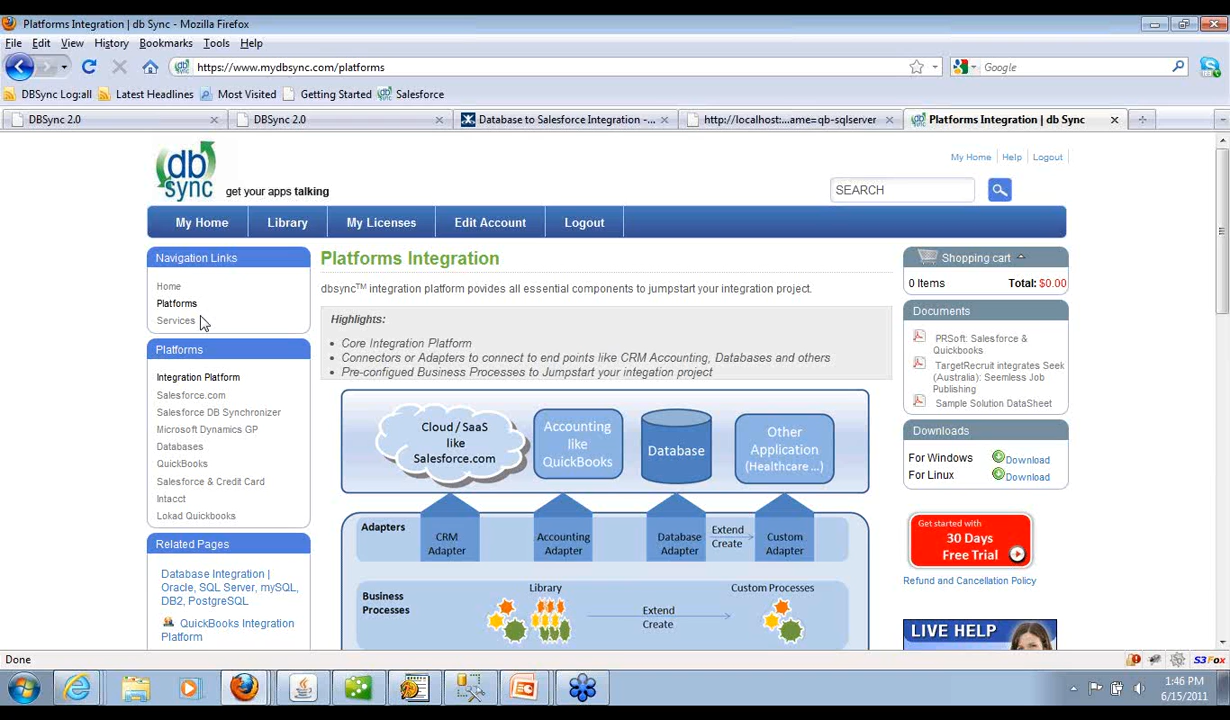 Platforms Integration | db Sync - Mozilla Firefox
File Edit View History Bookmarks Tools Help
https://www.mydbsync.com/platforms
Google
DBSync Log:all Latest Headlines Most Visited Getting Started Salesforce
DBSync 2.0
DBSync 2.0
Database to Salesforce Integration -...
http://localhost:...ame=qb-sqlserver
Platforms Integration | db Sync
db sync
get your apps talking
My Home Help Logout
SEARCH
My Home Library My Licenses Edit Account Logout
Navigation Links
Home
Platforms
Services
Platforms
Integration Platform
Salesforce.com
Salesforce DB Synchronizer
Microsoft Dynamics GP
Databases
QuickBooks
Salesforce & Credit Card
Intacct
Lokad Quickbooks
Related Pages
Database Integration |
Oracle, SQL Server, mySQL,
DB2, PostgreSQL
QuickBooks Integration
Platform
Platforms Integration
dbsync™ integration platform povides all essential components to jumpstart your integration project.
Highlights:
Core Integration Platform
Connectors or Adapters to connect to end points like CRM Accounting, Databases and others
Pre-configued Business Processes to Jumpstart your integation project
Cloud / SaaS
like
Salesforce.com
Accounting
like
QuickBooks
Database
Other
Application
(Healthcare ...)
Adapters
CRM
Adapter
Accounting
Adapter
Database
Adapter
Extend
Create
Custom
Adapter
Business
Processes
Library
Extend
Create
Custom Processes
Shopping cart
0 Items Total: $0.00
Documents
PRSoft: Salesforce &
Quickbooks
TargetRecruit integrates Seek
(Australia): Seemless Job
Publishing
Sample Solution DataSheet
Downloads
For Windows Download
For Linux Download
Get started with
30 Days
Free Trial
Refund and Cancellation Policy
LIVE HELP
Done
S3Fox
1:46 PM
6/15/2011